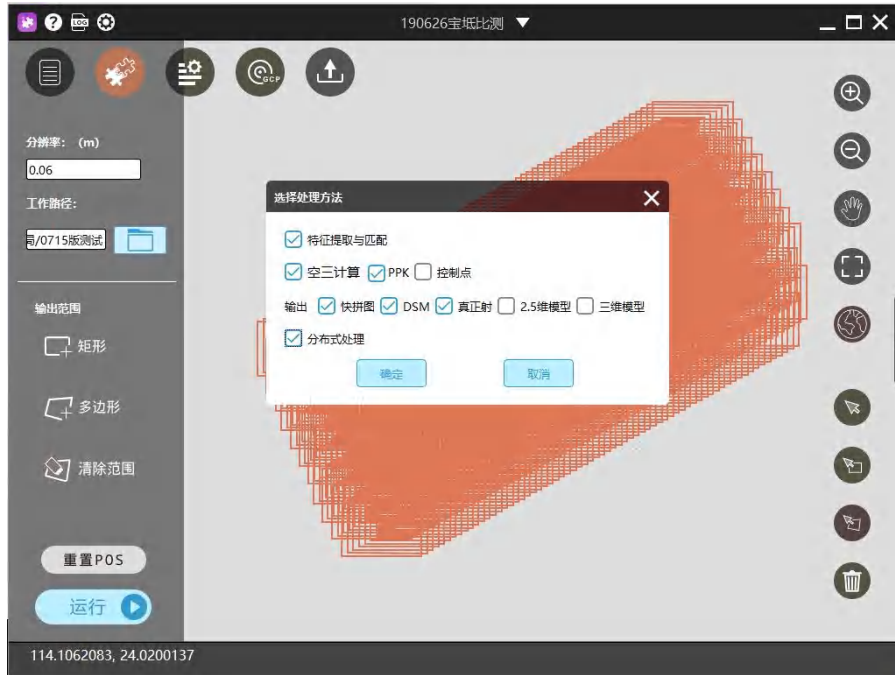 LOG
190626宝坻比测
GCP
分辨率：(m)
0.06
工作路径：
/0715版测试
输出范围
矩形
多边形
清除范围
重置POS
运行
选择处理方法
特征提取与匹配
空三计算 PPK 控制点
输出 快拼图 DSM 真正射 2.5维模型 三维模型
分布式处理
确定 取消
114.1062083, 24.0200137